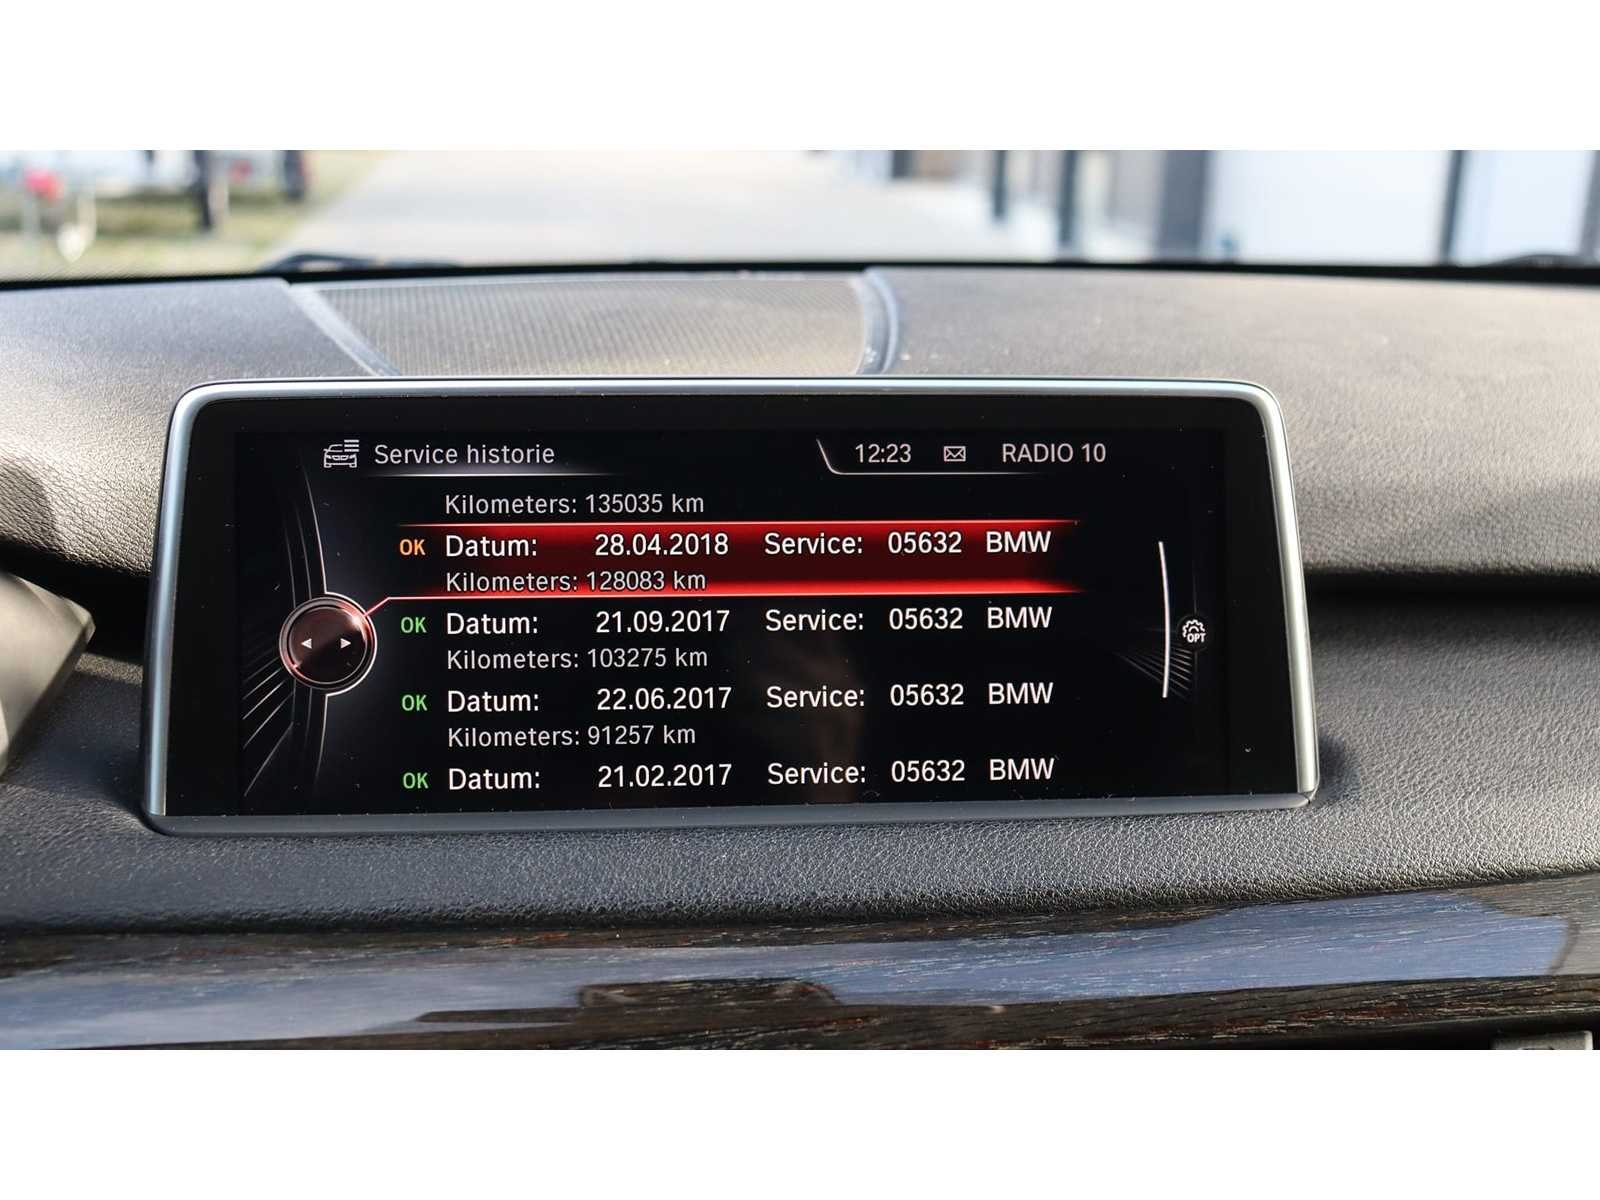 Service historie 12:23 RADIO 10
Kilometers: 135035 km
OK Datum: 28.04.2018 Service: 05632 BMW
Kilometers: 128083 km
OK Datum: 21.09.2017 Service: 05632 BMW
Kilometers: 103275 km
OPT
OK Datum: 22.06.2017 Service: 05632 BMW
Kilometers: 91257 km
OK Datum: 21.02.2017 Service: 05632 BMW